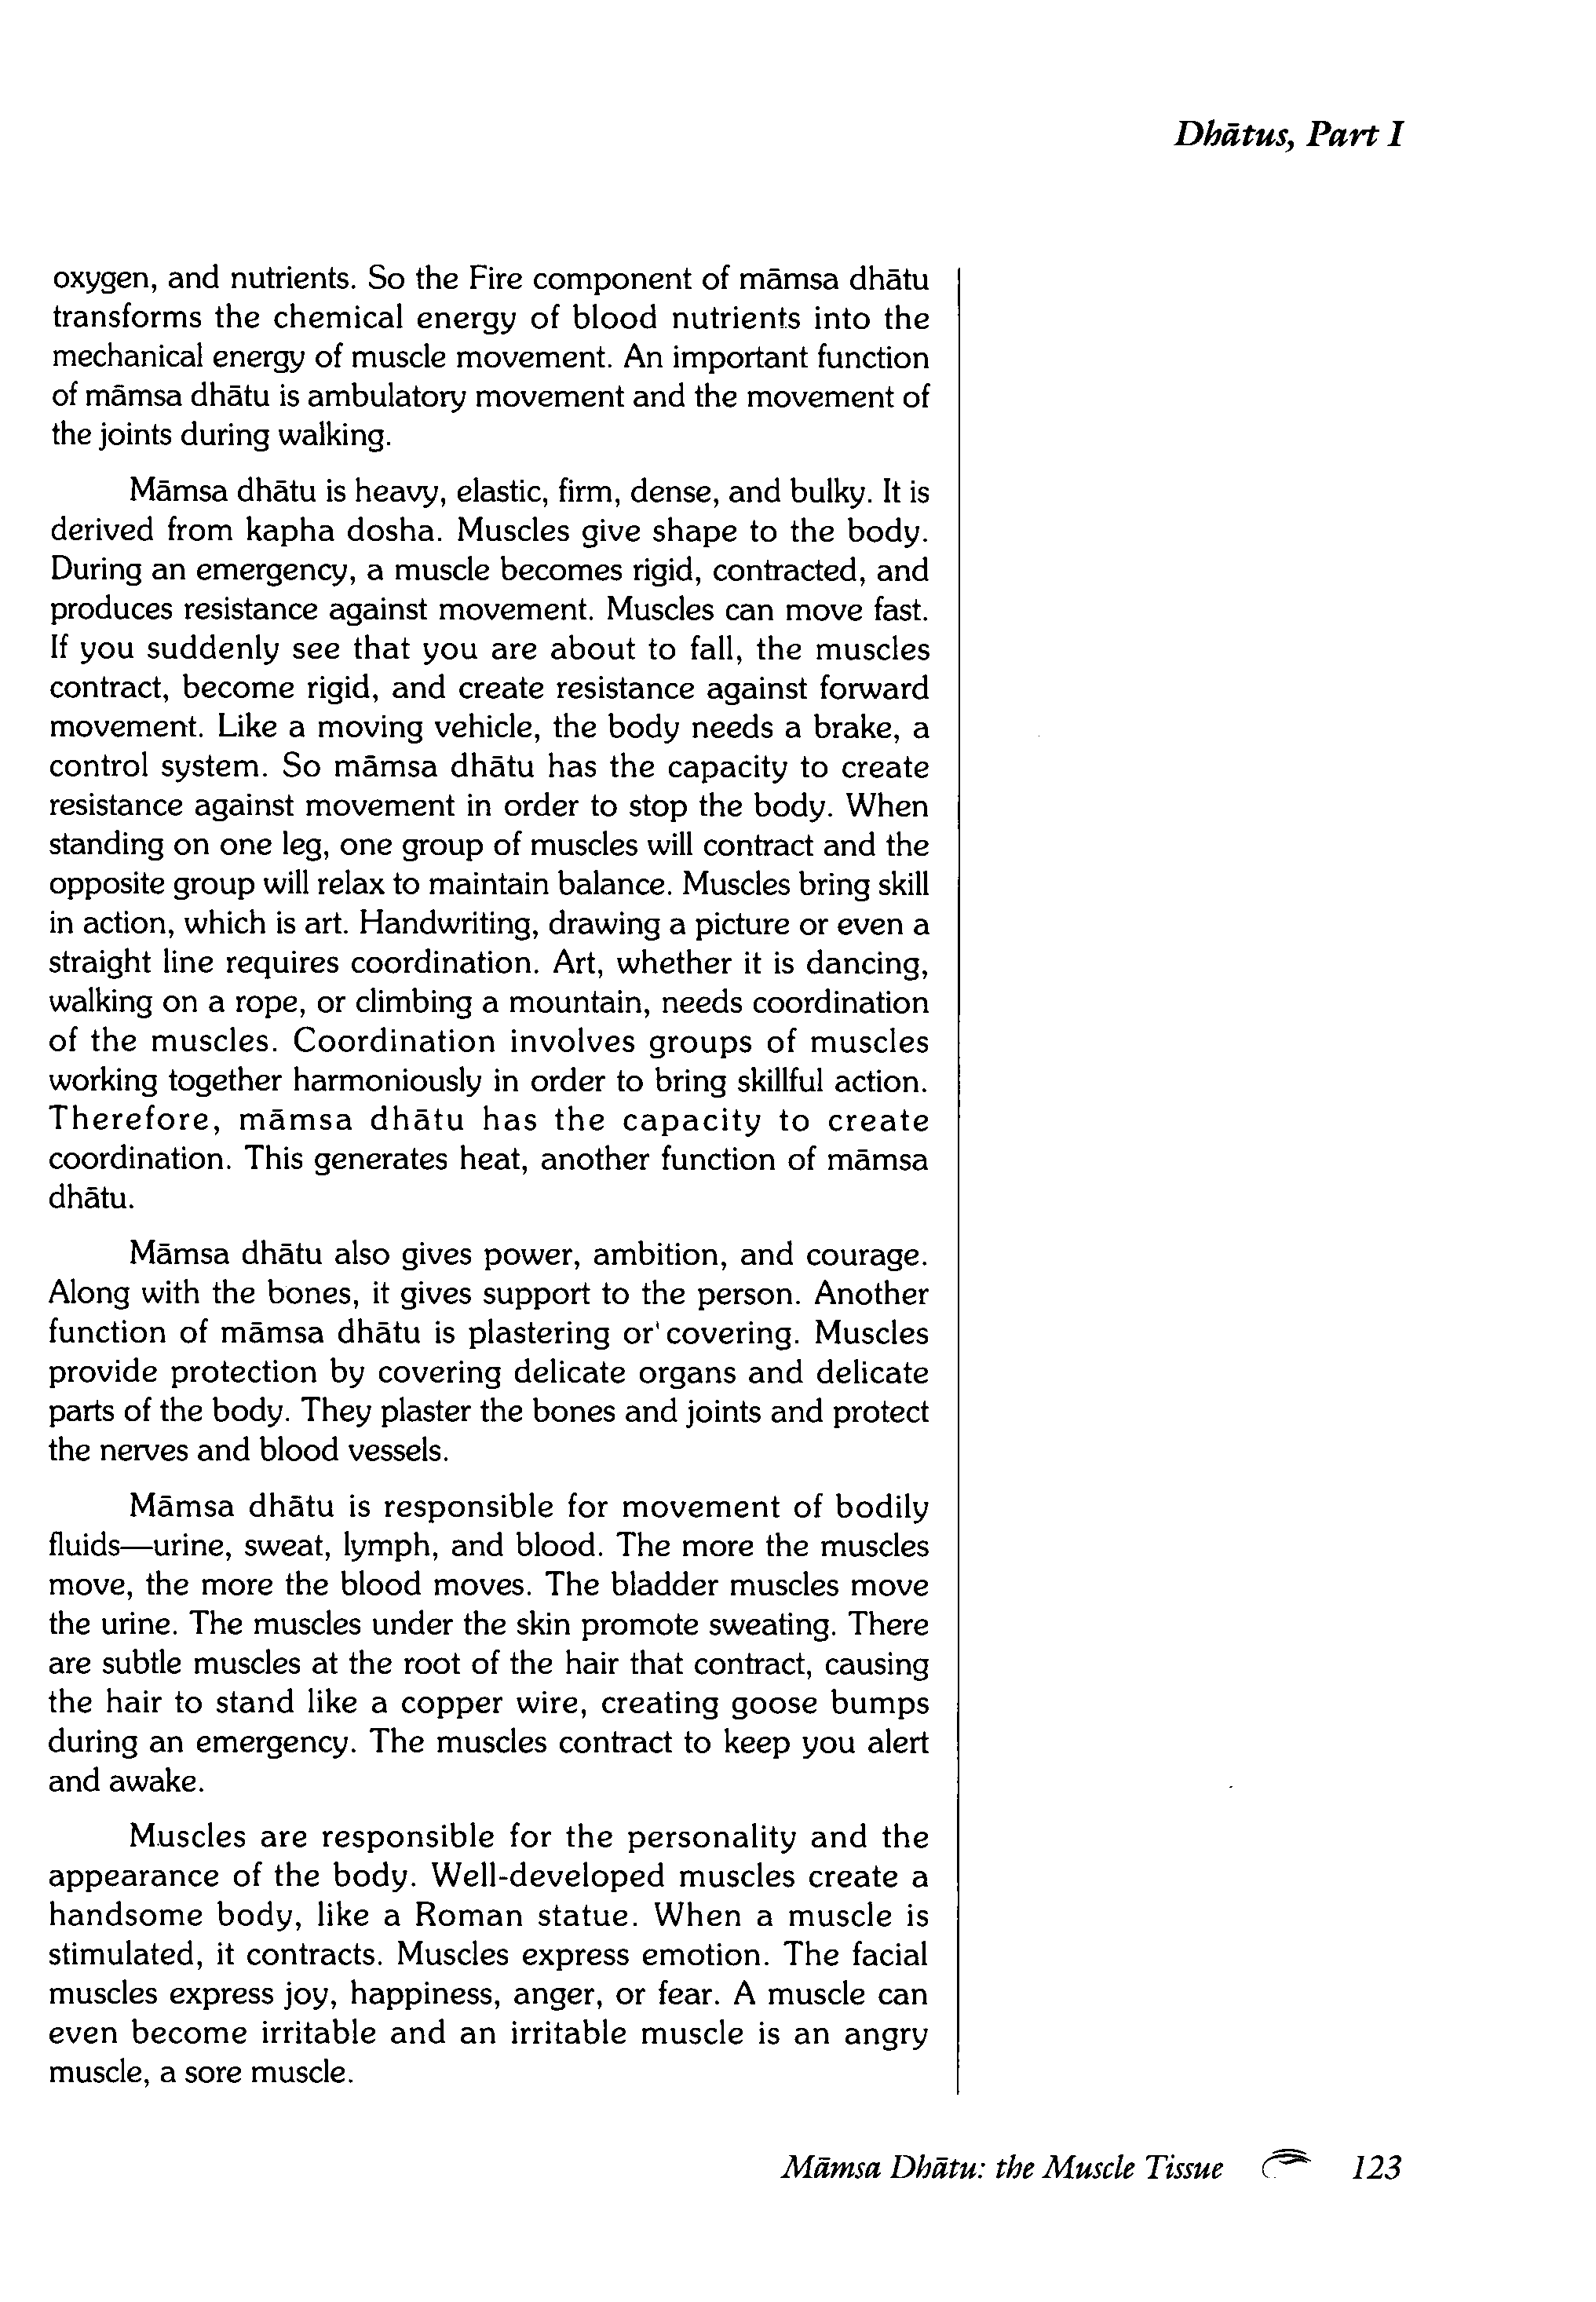 Dhātus, Part I
oxygen, and nutrients. So the Fire component of māmsa dhātu
transforms the chemical energy of blood nutrients into the
mechanical energy of muscle movement. An important function
of māmsa dhātu is ambulatory movement and the movement of
the joints during walking.
Māmsa dhātu is heavy, elastic, firm, dense, and bulky. It is
derived from kapha dosha. Muscles give shape to the body.
During an emergency, a muscle becomes rigid, contracted, and
produces resistance against movement. Muscles can move fast.
If you suddenly see that you are about to fall, the muscles
contract, become rigid, and create resistance against forward
movement. Like a moving vehicle, the body needs a brake, a
control system. So māmsa dhātu has the capacity to create
resistance against movement in order to stop the body. When
standing on one leg, one group of muscles will contract and the
opposite group will relax to maintain balance. Muscles bring skill
in action, which is art. Handwriting, drawing a picture or even a
straight line requires coordination. Art, whether it is dancing,
walking on a rope, or climbing a mountain, needs coordination
of the muscles. Coordination involves groups of muscles
working together harmoniously in order to bring skillful action.
Therefore, māmsa dhātu has the capacity to create
coordination. This generates heat, another function of māmsa
dhātu.
Māmsa dhātu also gives power, ambition, and courage.
Along with the bones, it gives support to the person. Another
function of māmsa dhātu is plastering or covering. Muscles
provide protection by covering delicate organs and delicate
parts of the body. They plaster the bones and joints and protect
the nerves and blood vessels.
Māmsa dhātu is responsible for movement of bodily
fluids—urine, sweat, lymph, and blood. The more the muscles
move, the more the blood moves. The bladder muscles move
the urine. The muscles under the skin promote sweating. There
are subtle muscles at the root of the hair that contract, causing
the hair to stand like a copper wire, creating goose bumps
during an emergency. The muscles contract to keep you alert
and awake.
Muscles are responsible for the personality and the
appearance of the body. Well-developed muscles create a
handsome body, like a Roman statue. When a muscle is
stimulated, it contracts. Muscles express emotion. The facial
muscles express joy, happiness, anger, or fear. A muscle can
even become irritable and an irritable muscle is an angry
muscle, a sore muscle.
Māmsa Dhātu: the Muscle Tissue 123